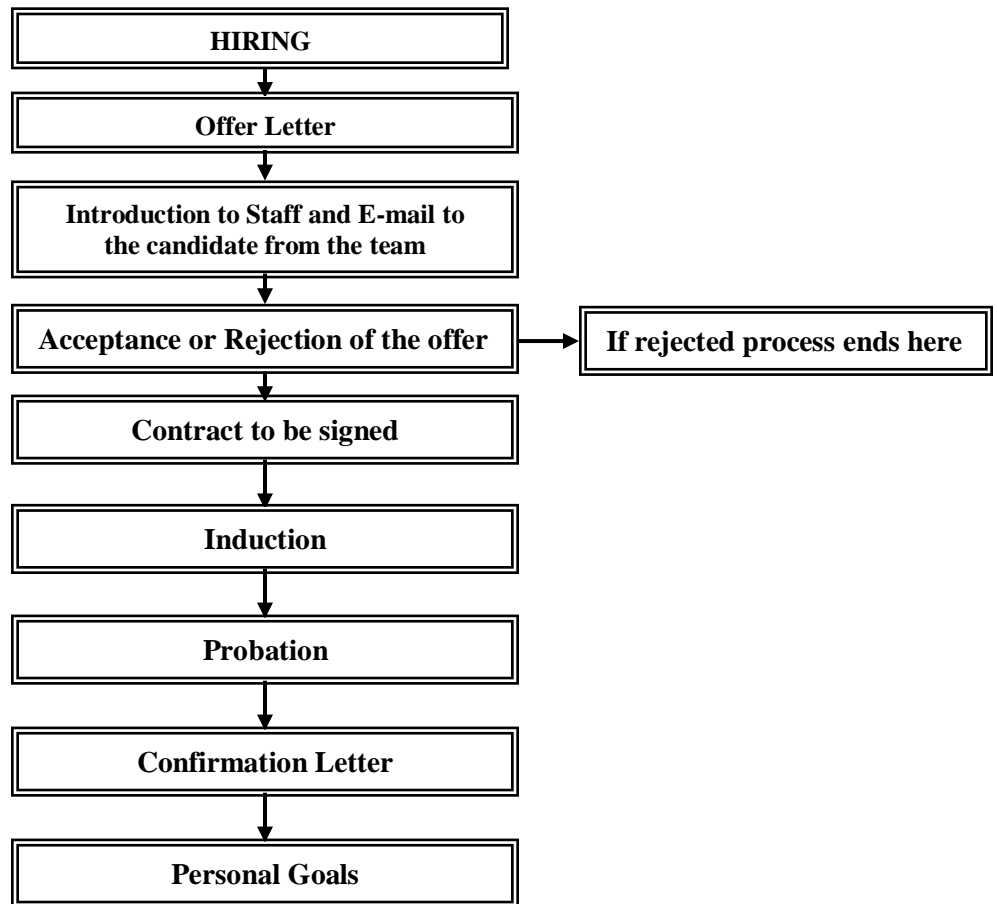 HIRING
Offer Letter
Introduction to Staff and E-mail to
the candidate from the team
Acceptance or Rejection of the offer
If rejected process ends here
Contract to be signed
Induction
Probation
Confirmation Letter
Personal Goals